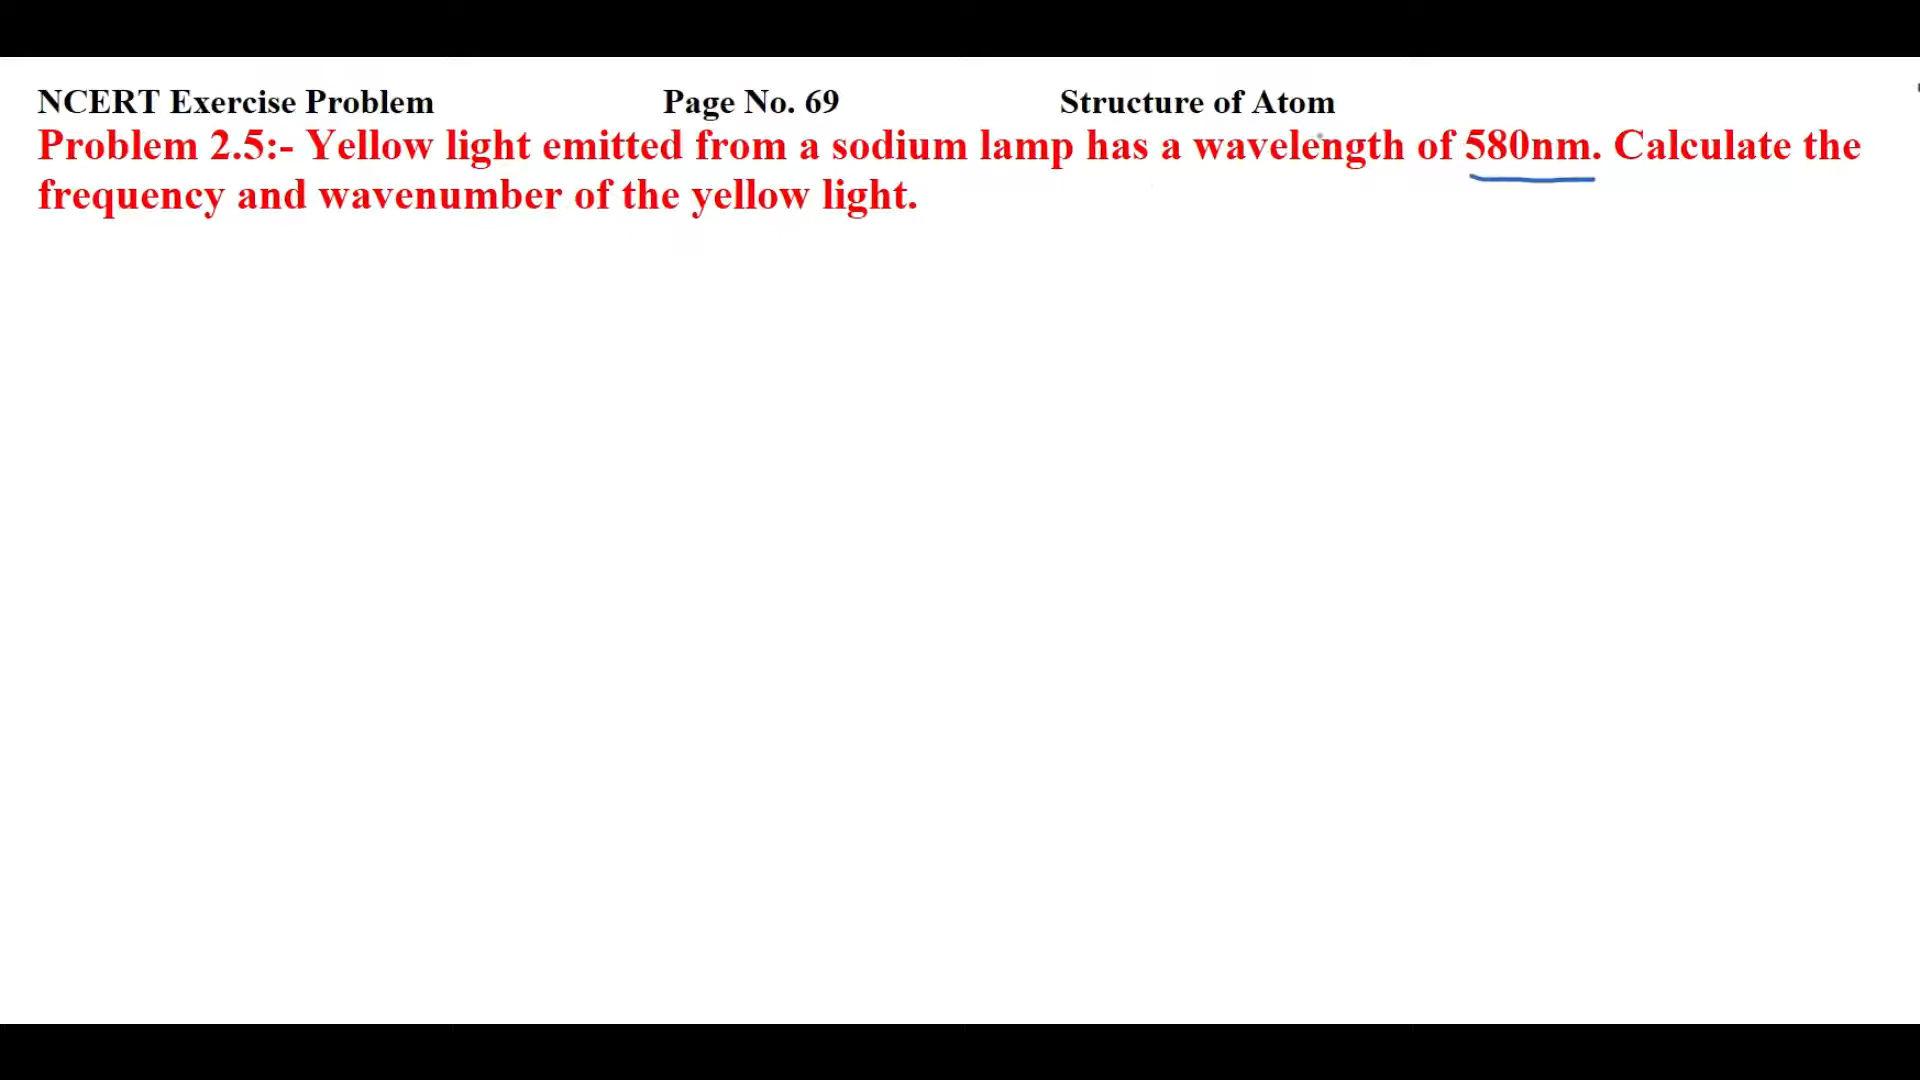 NCERT Exercise Problem Page No. 69 Structure of Atom
Problem 2.5:- Yellow light emitted from a sodium lamp has a wavelength of 580nm. Calculate the
frequency and wavenumber of the yellow light.